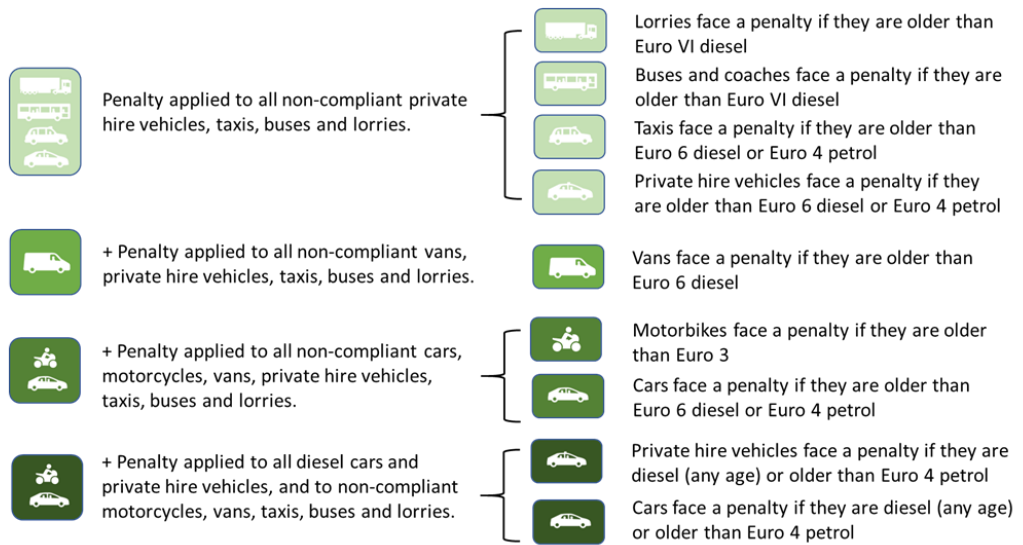 Penalty applied to all non-compliant private
hire vehicles, taxis, buses and lorries.
Lorries face a penalty if they are older than
Euro VI diesel
Buses and coaches face a penalty if they are
older than Euro VI diesel
Taxis face a penalty if they are older than
Euro 6 diesel or Euro 4 petrol
Private hire vehicles face a penalty if they
are older than Euro 6 diesel or Euro 4 petrol
+ Penalty applied to all non-compliant vans,
private hire vehicles, taxis, buses and lorries.
Vans face a penalty if they are older than
Euro 6 diesel
+ Penalty applied to all non-compliant cars,
motorcycles, vans, private hire vehicles,
taxis, buses and lorries.
Motorbikes face a penalty if they are older
than Euro 3
Cars face a penalty if they are older than
Euro 6 diesel or Euro 4 petrol
+ Penalty applied to all diesel cars and
private hire vehicles, and to non-compliant
motorcycles, vans, taxis, buses and lorries.
Private hire vehicles face a penalty if they are
diesel (any age) or older than Euro 4 petrol
Cars face a penalty if they are diesel (any age)
or older than Euro 4 petrol